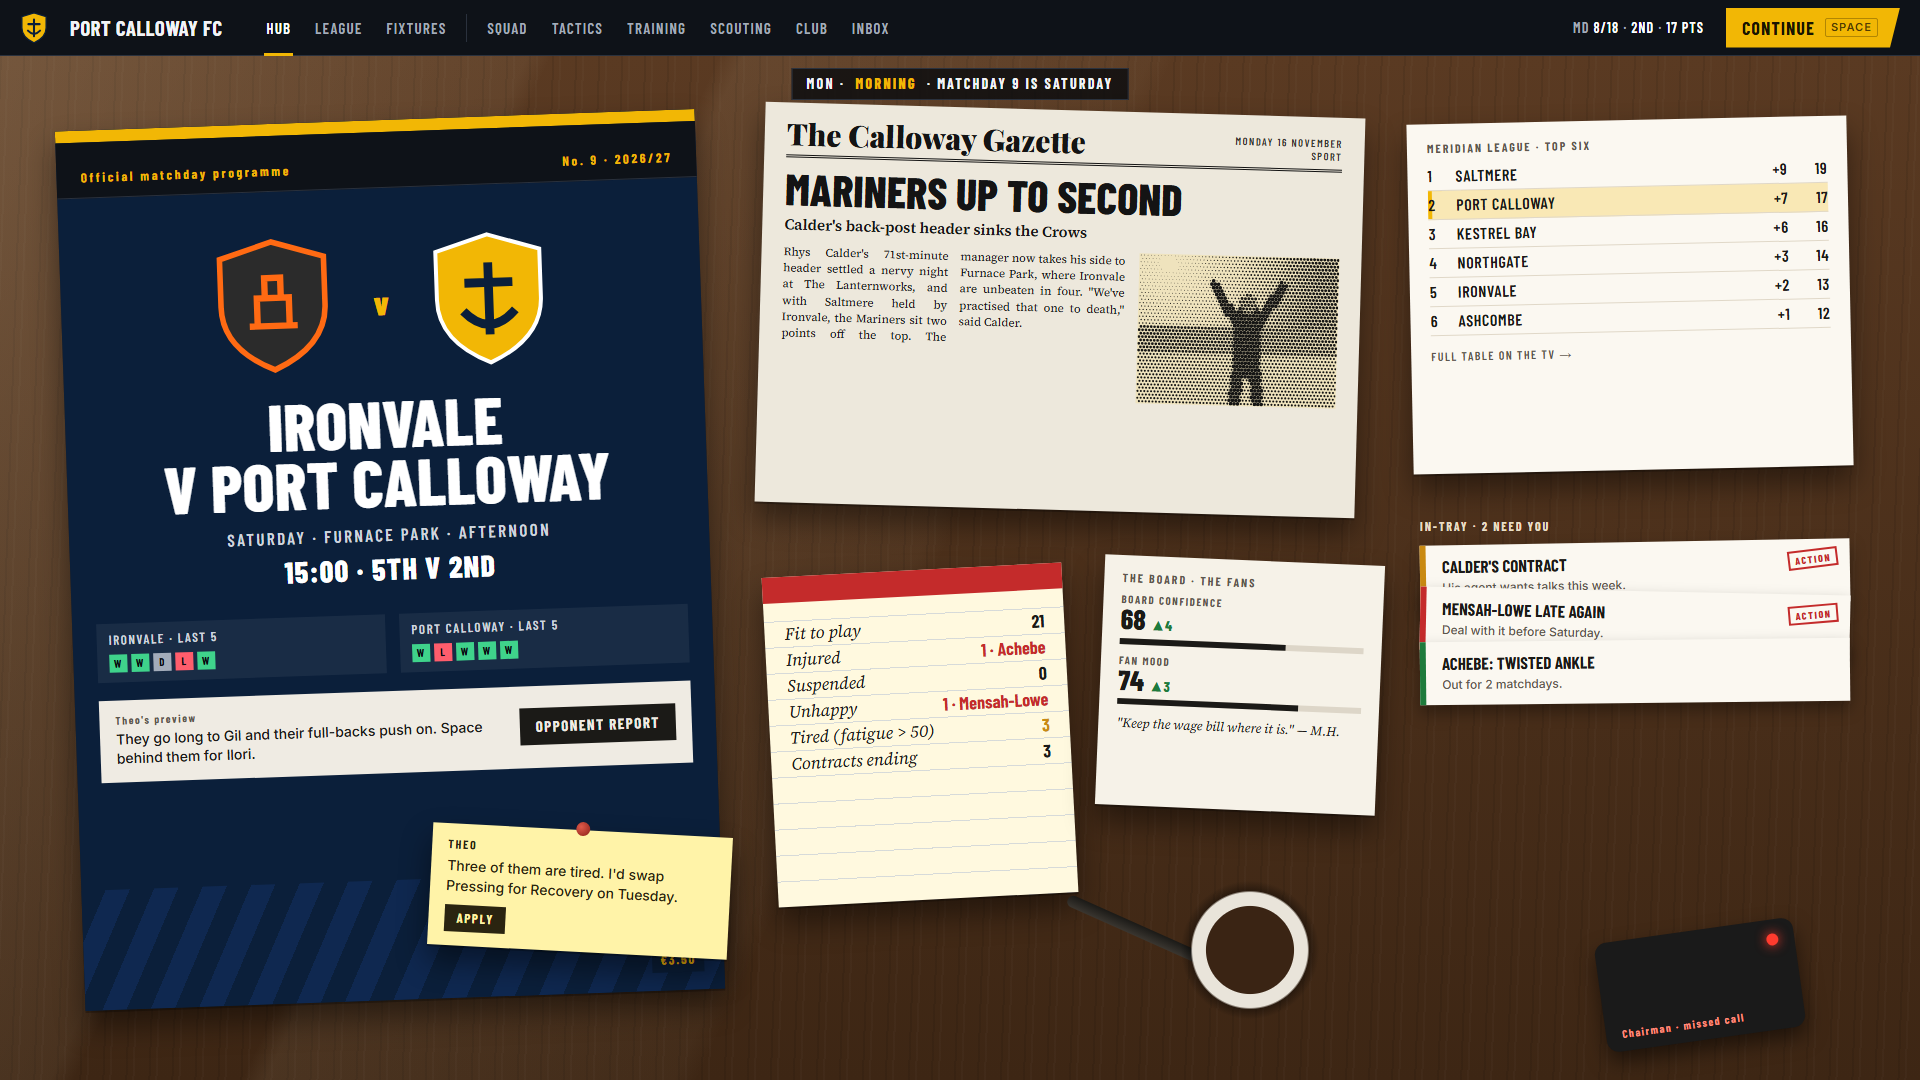 PORT CALLOWAY FC
HUB
LEAGUE
FIXTURES
SQUAD
TACTICS
TRAINING
SCOUTING
CLUB
INBOX
MD 8/18 · 2ND · 17 PTS
CONTINUE SPACE
MON · MORNING · MATCHDAY 9 IS SATURDAY
Official matchday programme
No. 9 · 2026/27
V
IRONVALE
V PORT CALLOWAY
SATURDAY · FURNACE PARK · AFTERNOON
15:00 · 5TH V 2ND
IRONVALE · LAST 5
W W D L W
PORT CALLOWAY · LAST 5
W L W W W
Theo's preview
They go long to Gil and their full-backs push on. Space
behind them for Ilori.
OPPONENT REPORT
THEO
Three of them are tired. I'd swap
Pressing for Recovery on Tuesday.
APPLY
€3.50
The Calloway Gazette
MONDAY 16 NOVEMBER
SPORT
MARINERS UP TO SECOND
Calder's back-post header sinks the Crows
Rhys Calder's 71st-minute
header settled a nervy night
at The Lanternworks, and
with Saltmere held by
Ironvale, the Mariners sit two
points off the top. The
manager now takes his side to
Furnace Park, where Ironvale
are unbeaten in four. "We've
practised that one to death,"
said Calder.
Fit to play 21
Injured 1 · Achebe
Suspended 0
Unhappy 1 · Mensah-Lowe
Tired (fatigue > 50) 3
Contracts ending 3
THE BOARD · THE FANS
BOARD CONFIDENCE
68 ▲4
FAN MOOD
74 ▲3
"Keep the wage bill where it is." — M.H.
MERIDIAN LEAGUE · TOP SIX
1 SALTMERE +9 19
2 PORT CALLOWAY +7 17
3 KESTREL BAY +6 16
4 NORTHGATE +3 14
5 IRONVALE +2 13
6 ASHCOMBE +1 12
FULL TABLE ON THE TV →
IN-TRAY · 2 NEED YOU
CALDER'S CONTRACT
ACTION
His agent wants talks this week.
MENSAH-LOWE LATE AGAIN
ACTION
Deal with it before Saturday.
ACHEBE: TWISTED ANKLE
Out for 2 matchdays.
Chairman · missed call